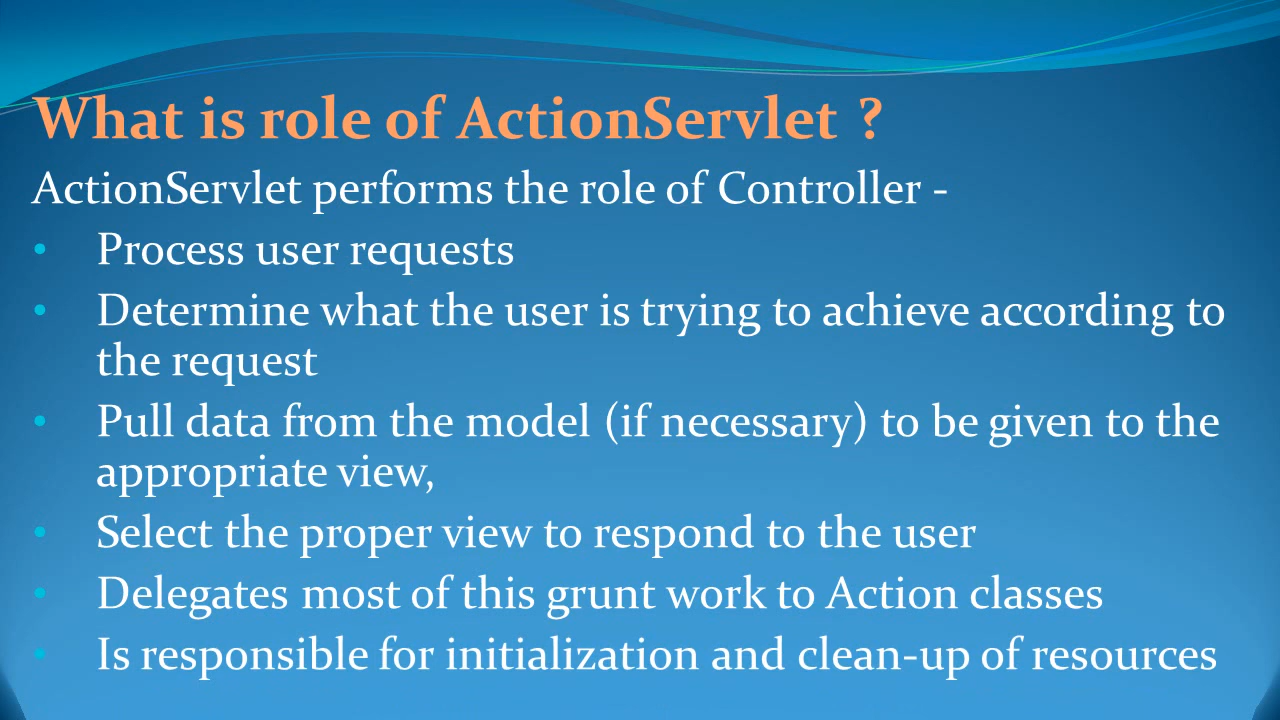 What is role of ActionServlet ?
ActionServlet performs the role of Controller -
• Process user requests
• Determine what the user is trying to achieve according to
the request
• Pull data from the model (if necessary) to be given to the
appropriate view,
• Select the proper view to respond to the user
• Delegates most of this grunt work to Action classes
• Is responsible for initialization and clean-up of resources